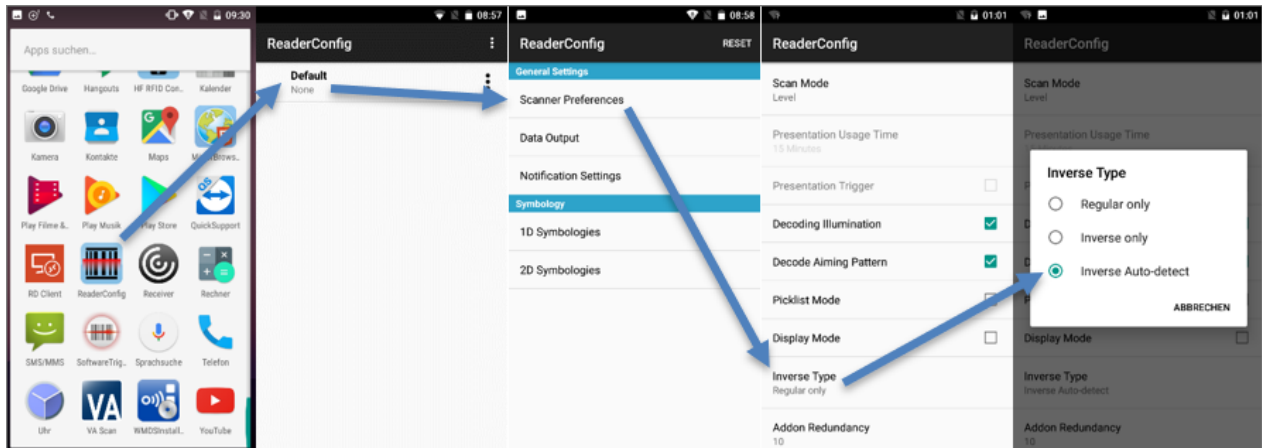 09:30
Apps suchen...
Google Drive
Hangouts
HF RFID Con..
Kalender
Kamera
Kontakte
Maps
Play Filme &..
Play Musik
Play Store
QuickSupport
RD Client
ReaderConfig
Receiver
Rechner
SMS/MMS
SoftwareTrig..
Sprachsuche
Telefon
Uhr
VA
VA Scan
WMDSInstall..
YouTube
08:57
ReaderConfig
Default
None
08:58
ReaderConfig
RESET
General Settings
Scanner Preferences
Data Output
Notification Settings
Symbology
1D Symbologies
2D Symbologies
01:01
ReaderConfig
Scan Mode
Level
Presentation Usage Time
15 Minutes
Presentation Trigger
Decoding Illumination
Decode Aiming Pattern
Picklist Mode
Display Mode
Inverse Type
Regular only
Addon Redundancy
10
01:01
ReaderConfig
Scan Mode
Level
Presentation Usage Time
Inverse Type
Regular only
Inverse only
Inverse Auto-detect
ABBRECHEN
Display Mode
Inverse Type
Inverse Auto-detect
Addon Redundancy
10